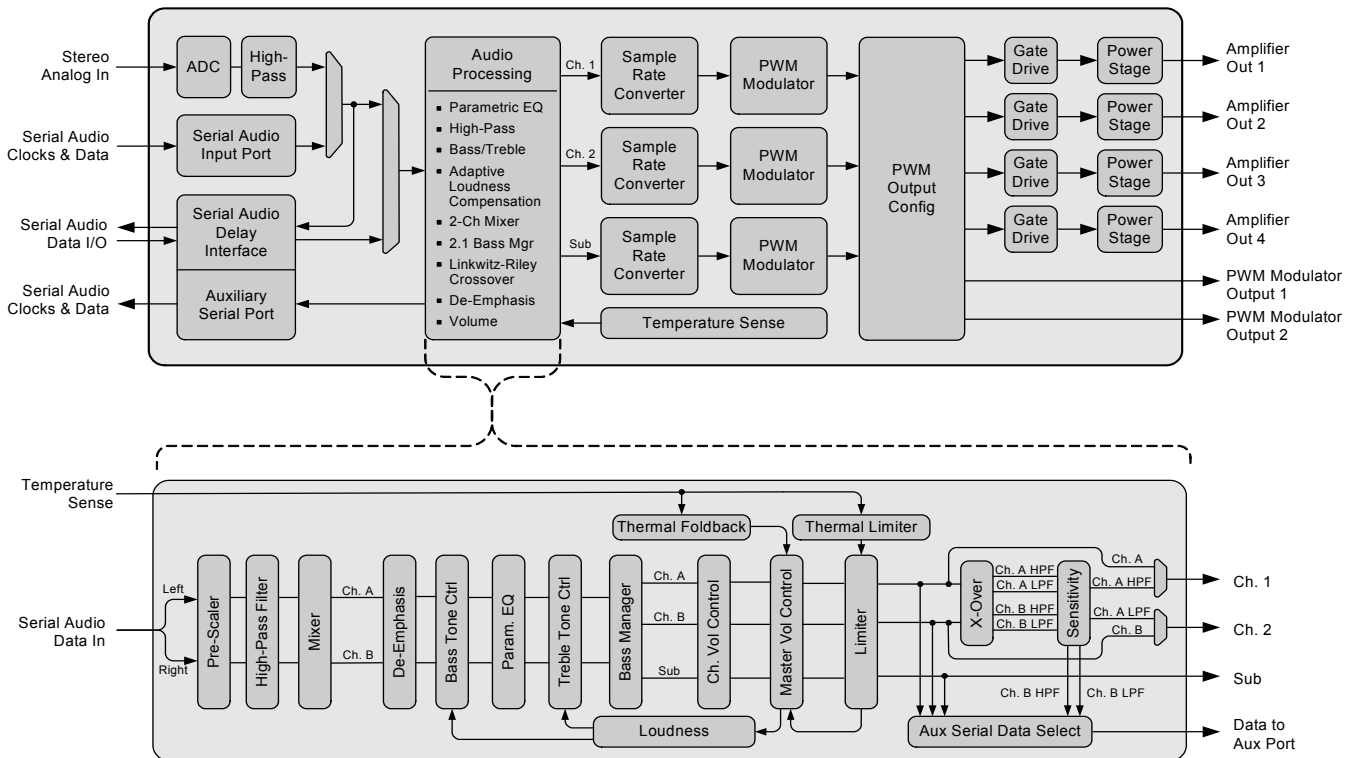 Stereo
Analog In
ADC
High-
Pass
Serial Audio
Clocks & Data
Serial Audio
Input Port
Serial Audio
Data I/O
Serial Audio
Delay
Interface
Serial Audio
Clocks & Data
Auxiliary
Serial Port
Audio
Processing
▪ Parametric EQ
▪ High-Pass
▪ Bass/Treble
▪ Adaptive
Loudness
Compensation
▪ 2-Ch Mixer
▪ 2.1 Bass Mgr
▪ Linkwitz-Riley
Crossover
▪ De-Emphasis
▪ Volume
Ch. 1
Sample
Rate
Converter
PWM
Modulator
Ch. 2
Sample
Rate
Converter
PWM
Modulator
Sub
Sample
Rate
Converter
PWM
Modulator
Temperature Sense
PWM
Output
Config
Gate
Drive
Power
Stage
Amplifier
Out 1
Gate
Drive
Power
Stage
Amplifier
Out 2
Gate
Drive
Power
Stage
Amplifier
Out 3
Gate
Drive
Power
Stage
Amplifier
Out 4
PWM Modulator
Output 1
PWM Modulator
Output 2
Temperature
Sense
Thermal Foldback
Thermal Limiter
Serial Audio
Data In
Left
Right
Pre-Scaler
High-Pass Filter
Mixer
Ch. A
Ch. B
De-Emphasis
Bass Tone Ctrl
Param. EQ
Treble Tone Ctrl
Bass Manager
Ch. A
Ch. B
Sub
Ch. Vol Control
Master Vol Control
Limiter
Loudness
X-Over
Ch. A HPF
Ch. A LPF
Ch. B HPF
Ch. B LPF
Sensitivity
Ch. A
Ch. A HPF
Ch. A LPF
Ch. B
Ch. B HPF
Ch. B LPF
Aux Serial Data Select
Ch. 1
Ch. 2
Sub
Data to
Aux Port